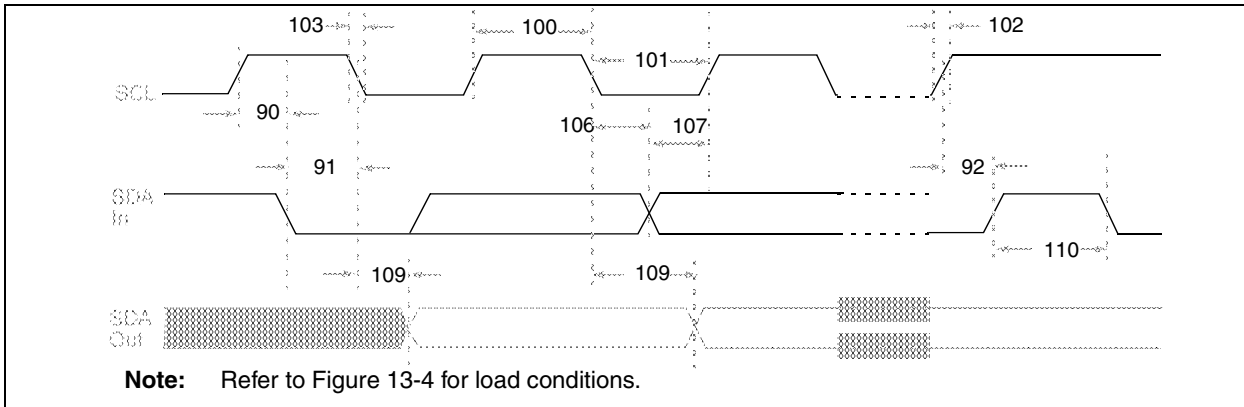 103 100 102
101
SCL
90 106 107
91 92
SDA
In
110
109 109
SDA
Out
Note: Refer to Figure 13-4 for load conditions.